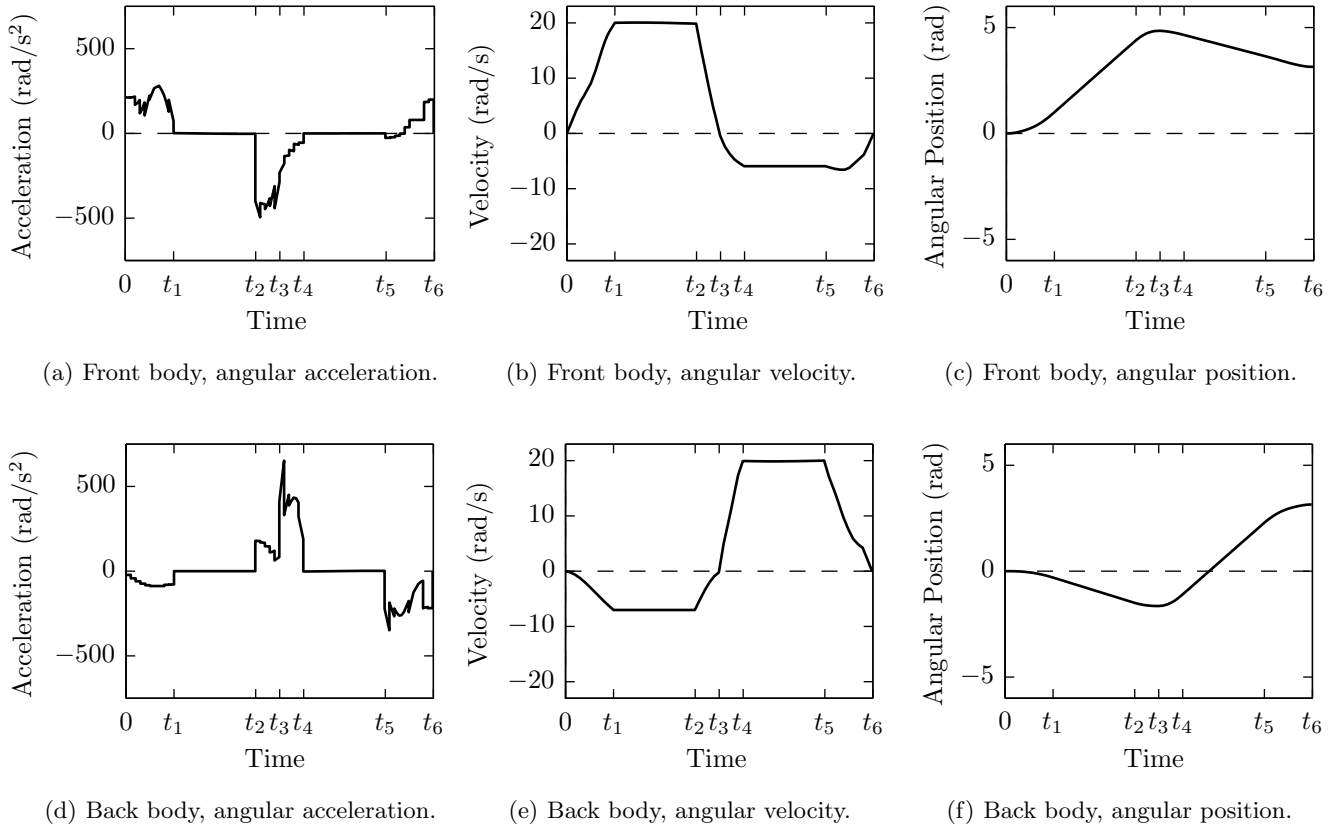 Acceleration (rad/s²)
500
0
−500
0 t₁ t₂ t₃ t₄ t₅ t₆
Time
(a) Front body, angular acceleration.
Velocity (rad/s)
20
10
0
−10
−20
0 t₁ t₂ t₃ t₄ t₅ t₆
Time
(b) Front body, angular velocity.
Angular Position (rad)
5
0
−5
0 t₁ t₂ t₃ t₄ t₅ t₆
Time
(c) Front body, angular position.
Acceleration (rad/s²)
500
0
−500
0 t₁ t₂ t₃ t₄ t₅ t₆
Time
(d) Back body, angular acceleration.
Velocity (rad/s)
20
10
0
−10
−20
0 t₁ t₂ t₃ t₄ t₅ t₆
Time
(e) Back body, angular velocity.
Angular Position (rad)
5
0
−5
0 t₁ t₂ t₃ t₄ t₅ t₆
Time
(f) Back body, angular position.